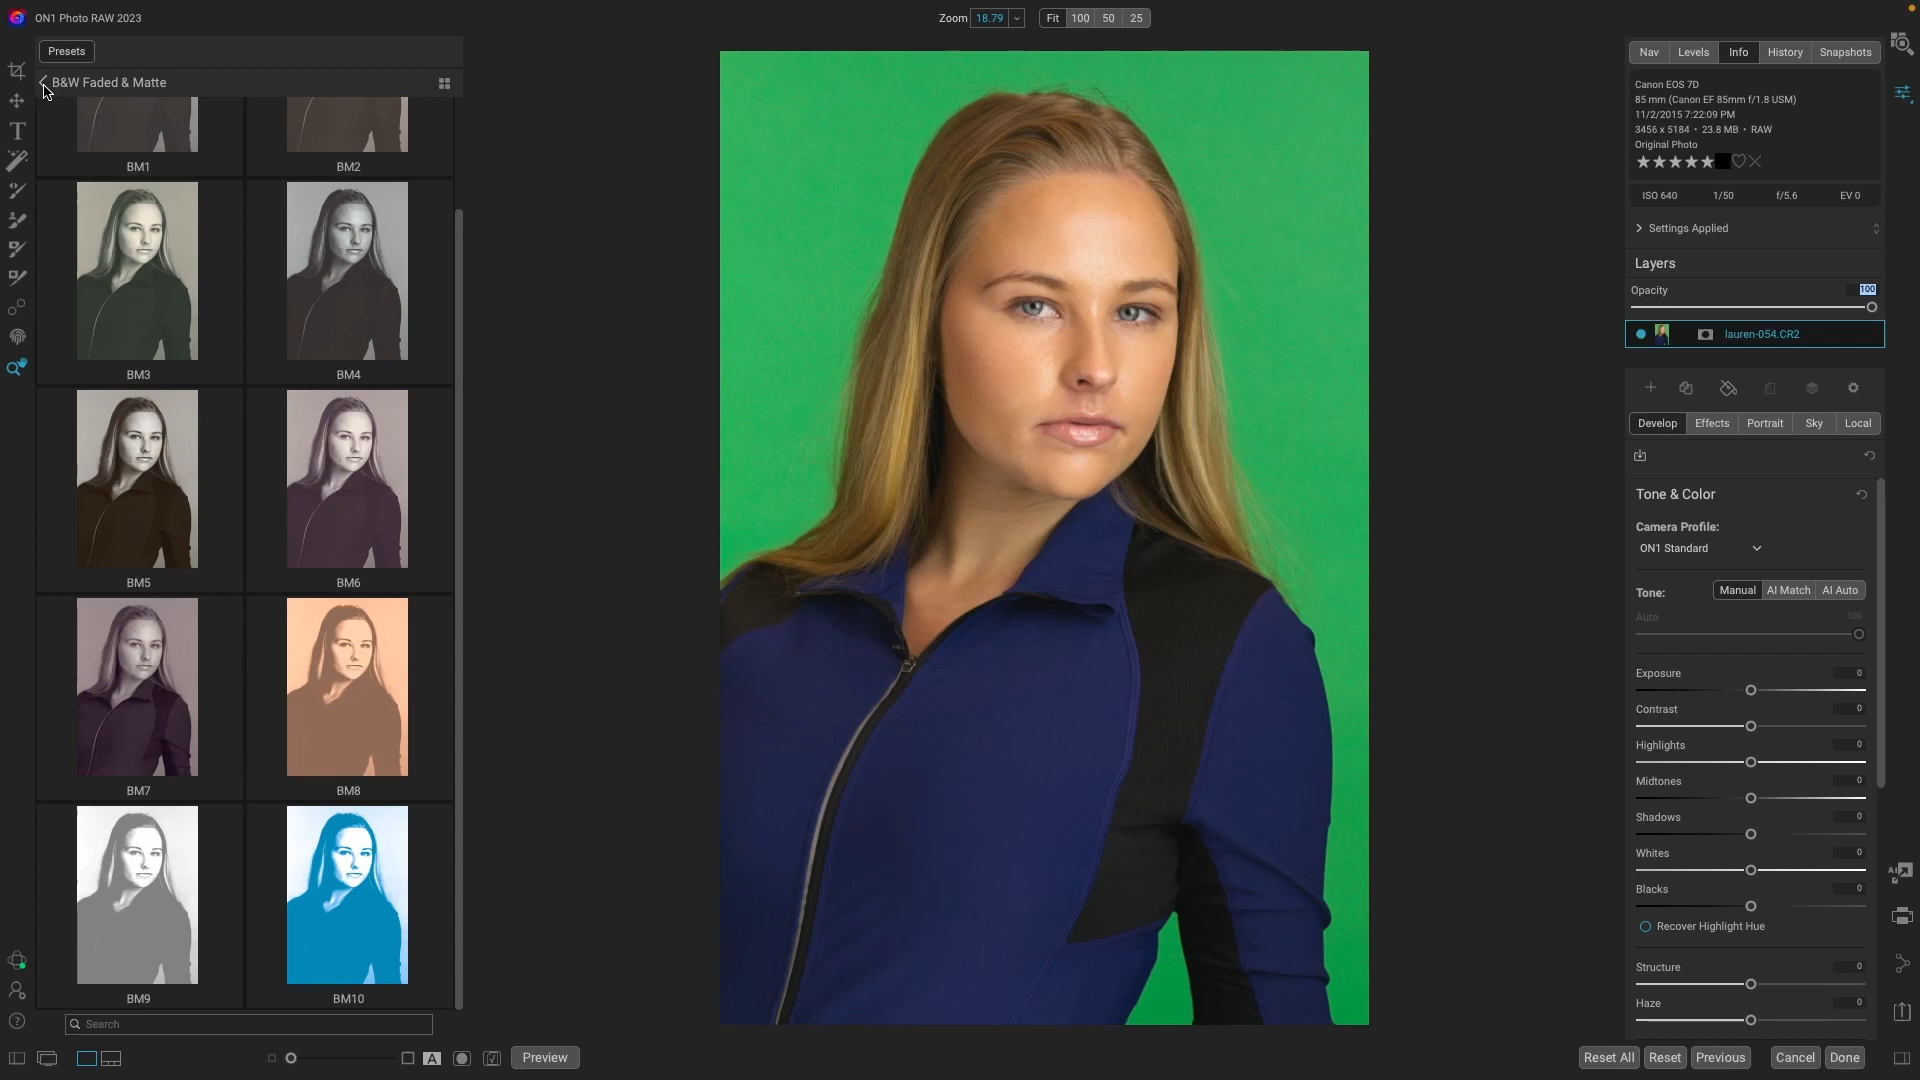 ON1 Photo RAW 2023
Zoom 18.79 Fit 100 50 25
Presets
B&W Faded & Matte
BM1 BM2
BM3 BM4
BM5 BM6
BM7 BM8
BM9 BM10
Search
A Preview
Nav Levels Info History Snapshots
Canon EOS 7D
85 mm (Canon EF 85mm f/1.8 USM)
11/2/2015 7:22:09 PM
3456 x 5184 • 23.8 MB • RAW
Original Photo
ISO 640 1/50 f/5.6 EV 0
Settings Applied
Layers
Opacity 100
lauren-054.CR2
Develop Effects Portrait Sky Local
Tone & Color
Camera Profile:
ON1 Standard
Tone: Manual AI Match AI Auto
Auto 100
Exposure 0
Contrast 0
Highlights 0
Midtones 0
Shadows 0
Whites 0
Blacks 0
Recover Highlight Hue
Structure 0
Haze 0
Reset All Reset Previous Cancel Done
T
?
AI